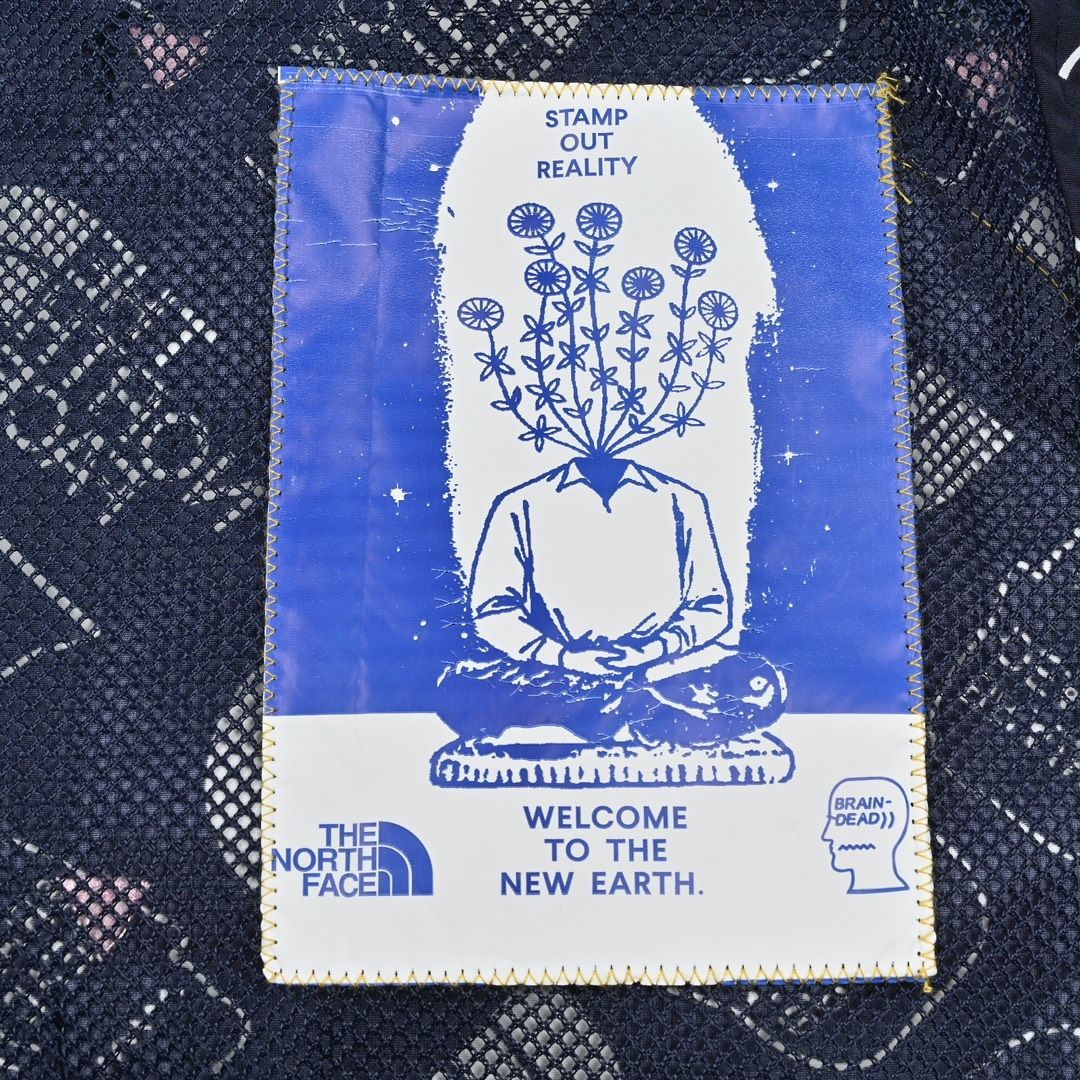 STAMP
OUT
REALITY
WELCOME
TO THE
NEW EARTH.
THE
NORTH
FACE
BRAIN-
DEAD))